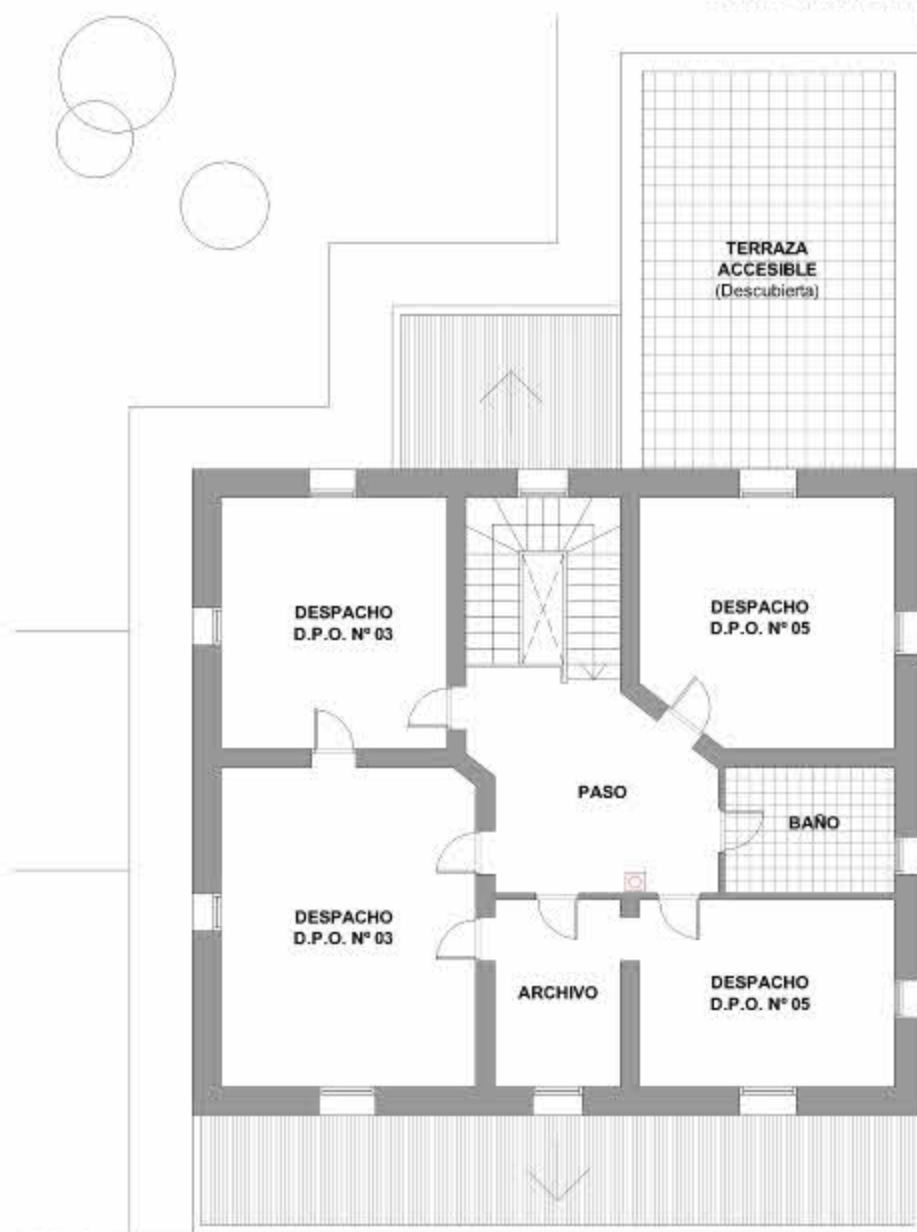 TERRAZA
ACCESIBLE
(Descubierta)
DESPACHO
D.P.O. Nº 03
DESPACHO
D.P.O. Nº 05
PASO
BAÑO
DESPACHO
D.P.O. Nº 03
ARCHIVO
DESPACHO
D.P.O. Nº 05